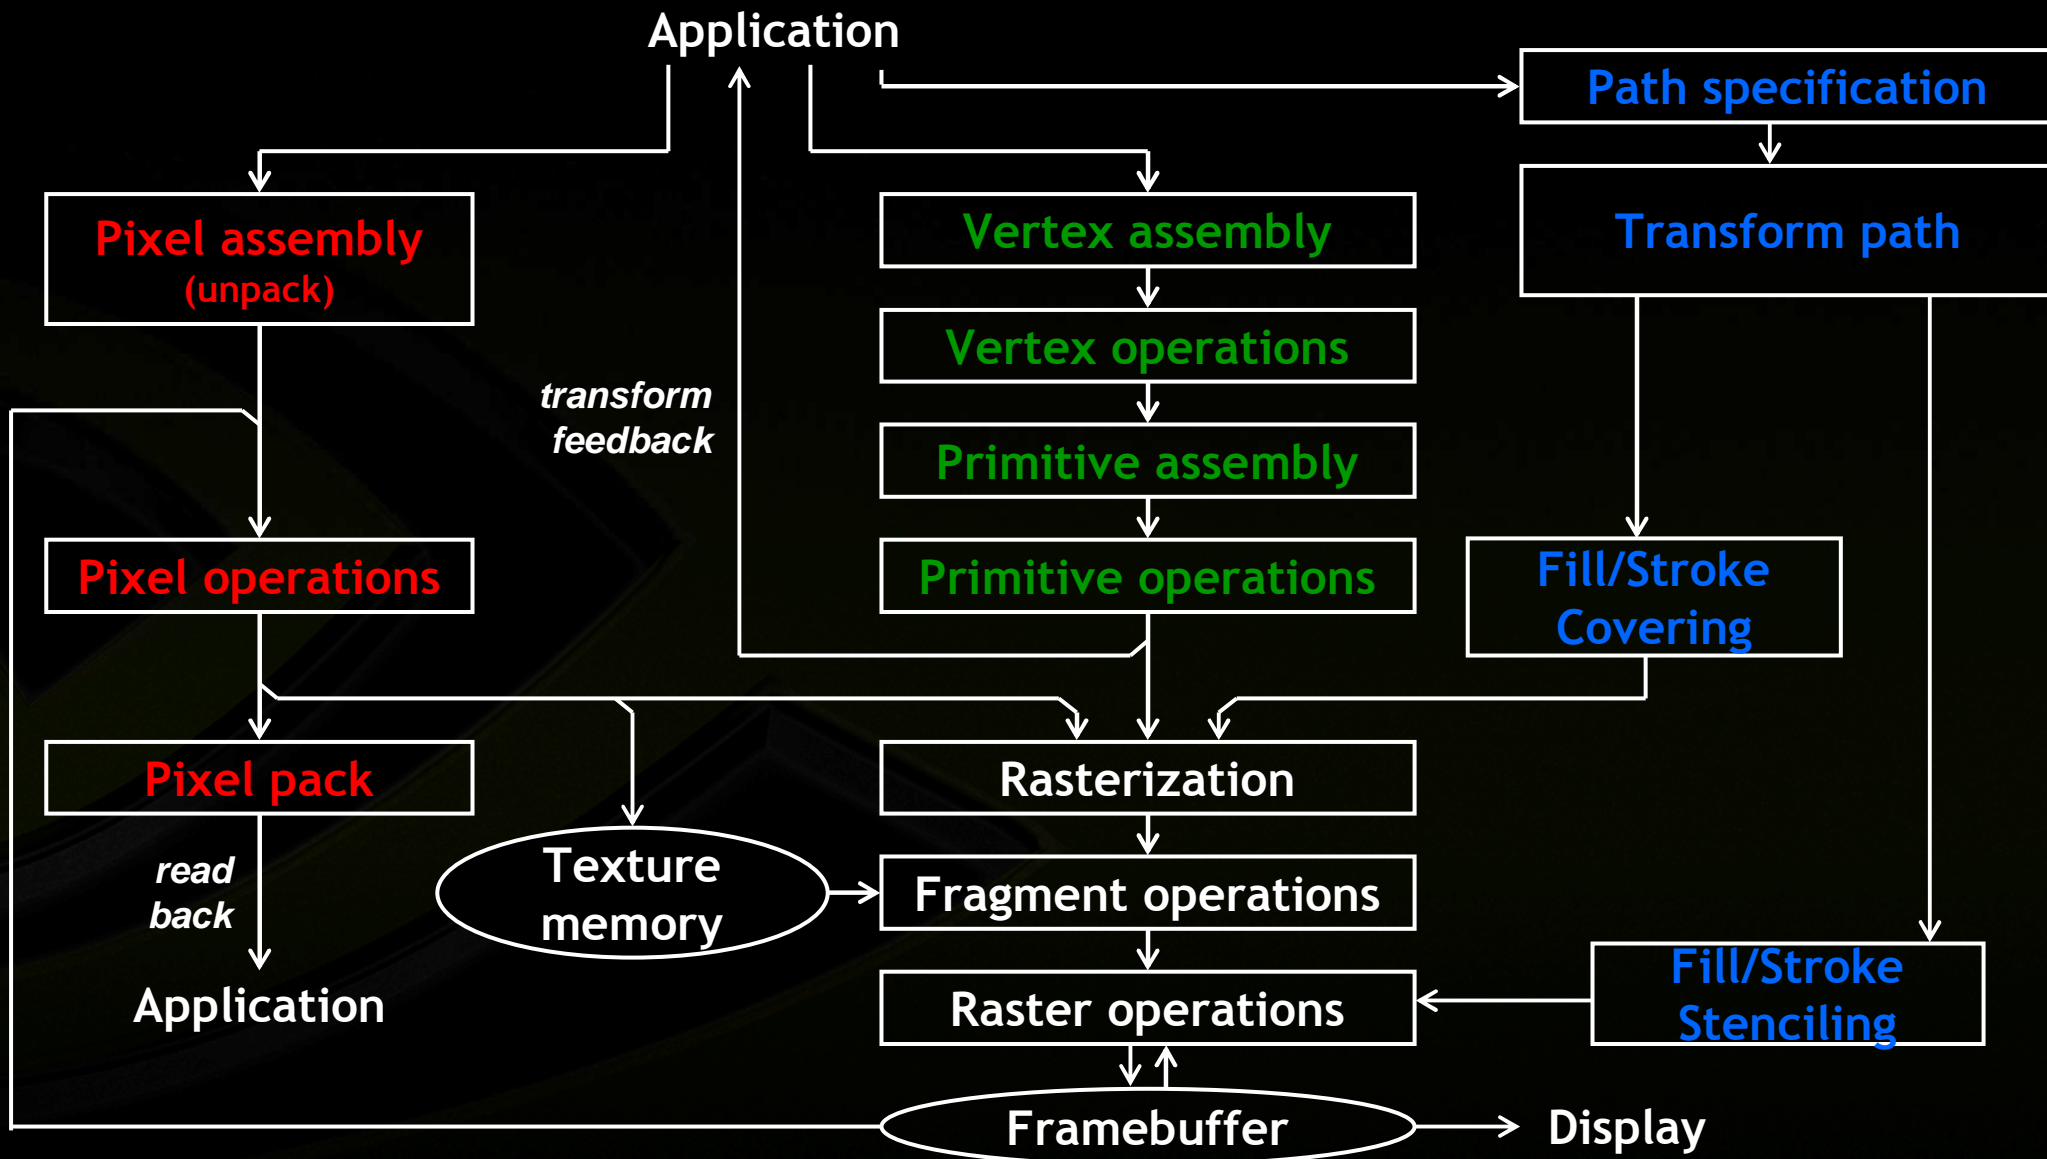 Application
Path specification
Pixel assembly
(unpack)
Vertex assembly
Transform path
Vertex operations
transform
feedback
Primitive assembly
Pixel operations
Primitive operations
Fill/Stroke
Covering
Pixel pack
Rasterization
read
back
Texture
memory
Fragment operations
Application
Raster operations
Fill/Stroke
Stenciling
Framebuffer
Display